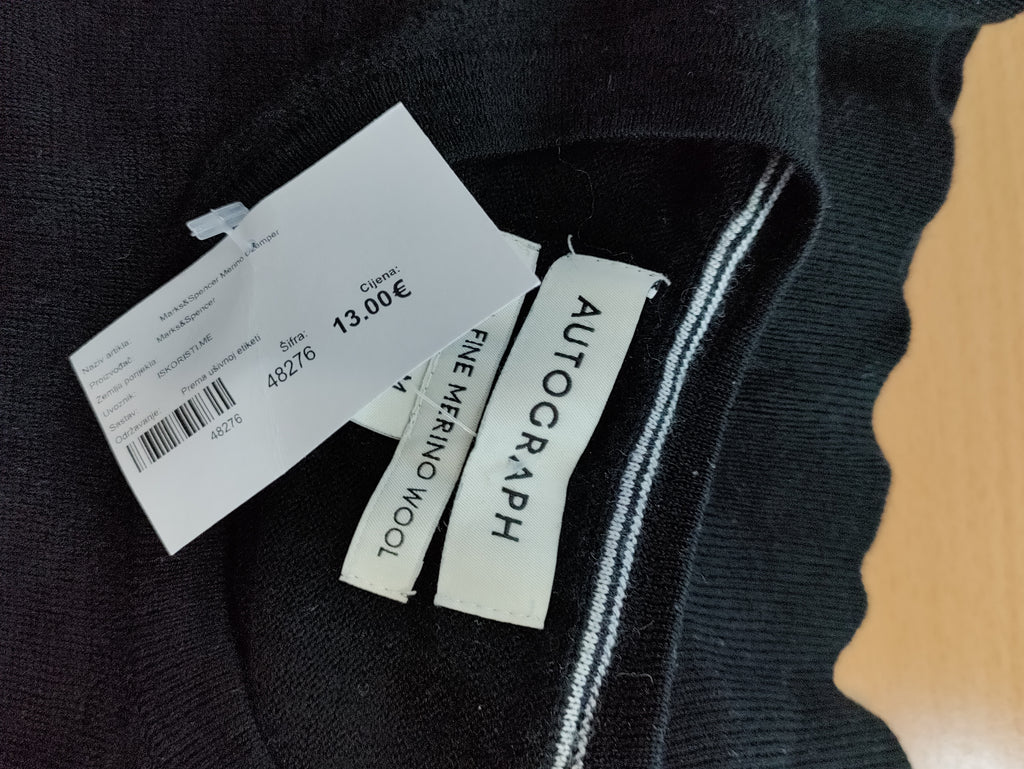 Naziv artikla:
Marks&Spencer Merino Džemper
Proizvođač:
Marks&Spencer
Zemlja porijekla:
Uvoznik:
ISKORISTI.ME
Sastav:
Održavanje:
Prema ušivnoj etiketi
48276
Šifra:
48276
Cijena:
13.00€
FINE MERINO WOOL
AUTOGRAPH